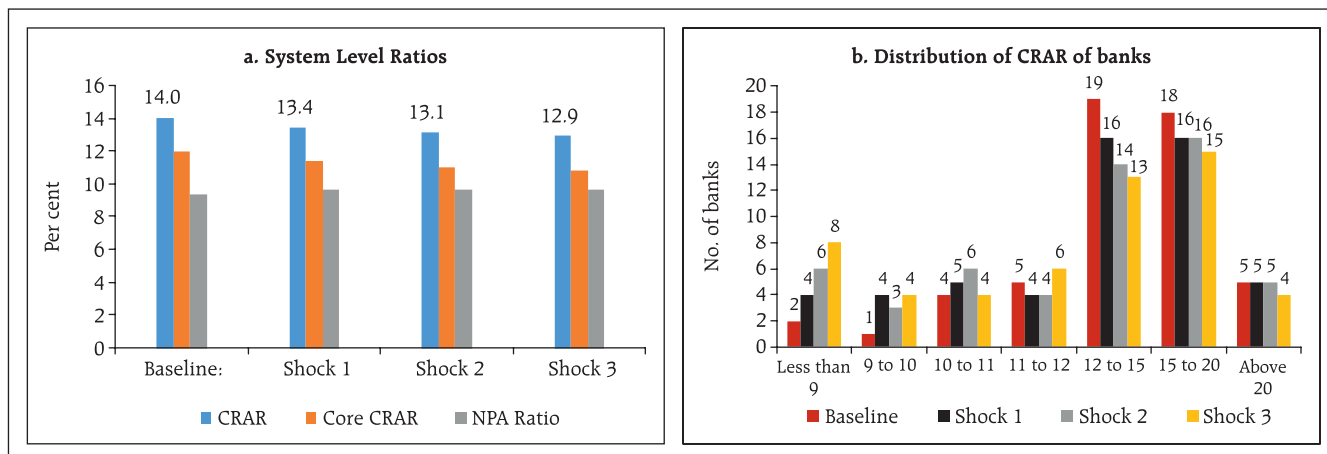 a. System Level Ratios
Per cent
16
14
12
10
8
6
4
2
0
14.0
13.4
13.1
12.9
Baseline:
Shock 1
Shock 2
Shock 3
CRAR
Core CRAR
NPA Ratio
b. Distribution of CRAR of banks
No. of banks
20
18
16
14
12
10
8
6
4
2
0
2 4 6 8
1 4 3 4
4 5 6 4
5 4 4 6
19 16 14 13
18 16 16 15
5 5 5 4
Less than 9 to 10 10 to 11 11 to 12 12 to 15 15 to 20 Above
9 20
Baseline Shock 1 Shock 2 Shock 3